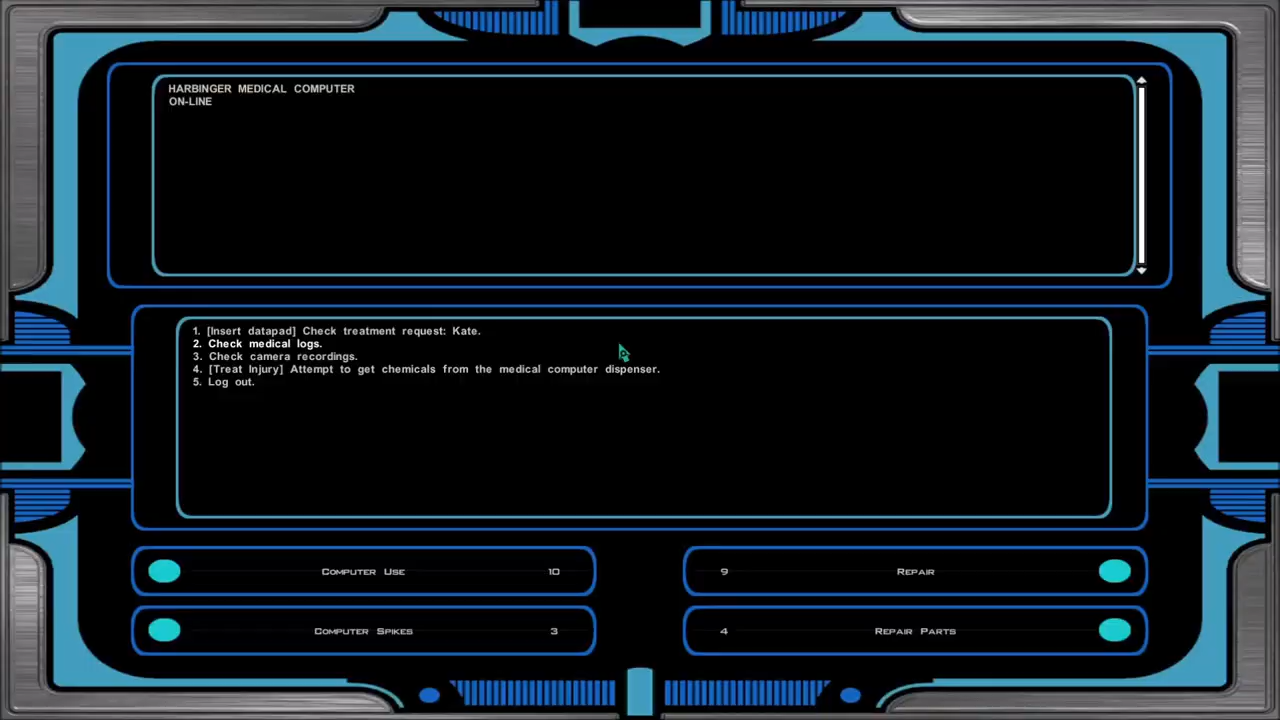 HARBINGER MEDICAL COMPUTER
ON-LINE
1. [Insert datapad] Check treatment request: Kate.
2. Check medical logs.
3. Check camera recordings.
4. [Treat Injury] Attempt to get chemicals from the medical computer dispenser.
5. Log out.
Computer Use 10
9 Repair
Computer Spikes 3
4 Repair Parts